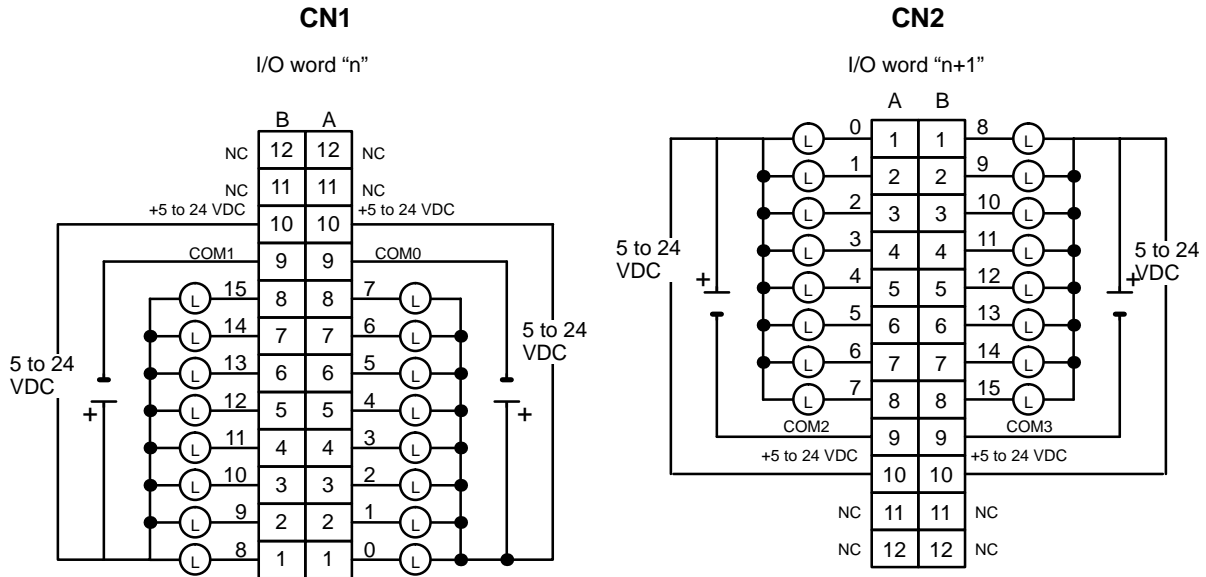 CN1
I/O word “n”
B A
NC 12 12 NC
NC 11 11 NC
+5 to 24 VDC 10 10 +5 to 24 VDC
COM1 9 9 COM0
L 15 8 8 7 L
L 14 7 7 6 L
L 13 6 6 5 L
L 12 5 5 4 L
L 11 4 4 3 L
L 10 3 3 2 L
L 9 2 2 1 L
L 8 1 1 0 L
5 to 24
VDC
+
5 to 24
VDC
+
CN2
I/O word “n+1”
A B
L 0 1 1 8 L
L 1 2 2 9 L
L 2 3 3 10 L
L 3 4 4 11 L
L 4 5 5 12 L
L 5 6 6 13 L
L 6 7 7 14 L
L 7 8 8 15 L
COM2 9 9 COM3
+5 to 24 VDC 10 10 +5 to 24 VDC
NC 11 11 NC
NC 12 12 NC
5 to 24
VDC
+
5 to 24
VDC
+